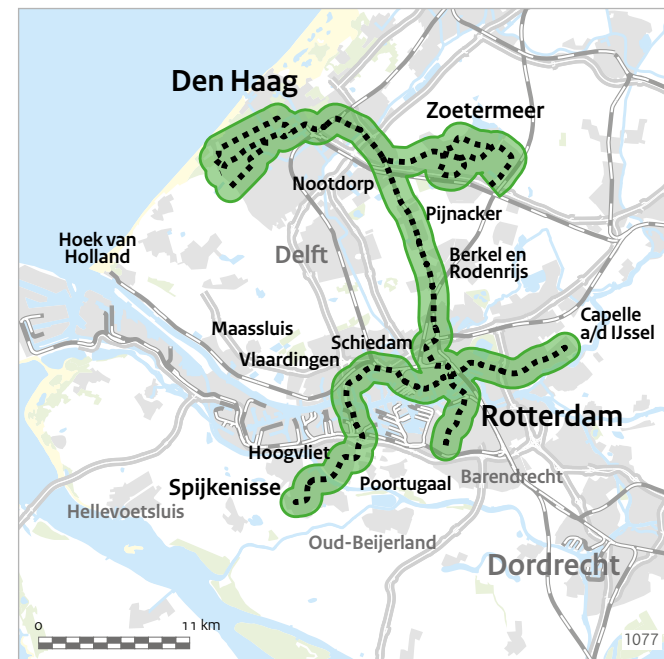 Den Haag
Zoetermeer
Nootdorp
Pijnacker
Hoek van
Holland
Delft
Berkel en
Rodenrijs
Capelle
a/d IJssel
Maassluis
Schiedam
Vlaardingen
Rotterdam
Hoogvliet
Spijkenisse
Poortugaal
Barendrecht
Hellevoetsluis
Oud-Beijerland
Dordrecht
0
11 km
1077